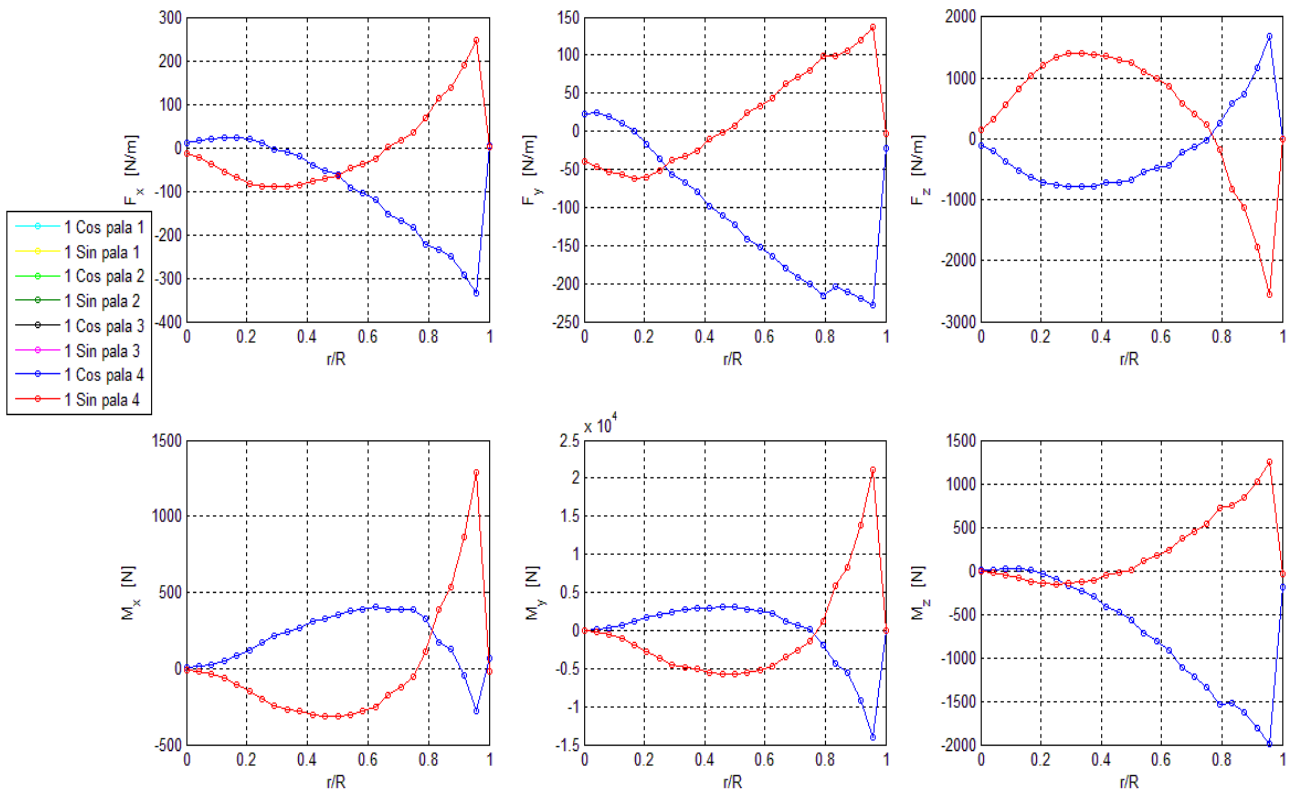 300
200
100
0
-100
-200
-300
-400
F_x [N/m]
0 0.2 0.4 0.6 0.8 1
r/R
150
100
50
0
-50
-100
-150
-200
-250
F_y [N/m]
0 0.2 0.4 0.6 0.8 1
r/R
2000
1000
0
-1000
-2000
-3000
F_z [N/m]
0 0.2 0.4 0.6 0.8 1
r/R
1 Cos pala 1
1 Sin pala 1
1 Cos pala 2
1 Sin pala 2
1 Cos pala 3
1 Sin pala 3
1 Cos pala 4
1 Sin pala 4
1500
1000
500
0
-500
M_x [N]
0 0.2 0.4 0.6 0.8 1
r/R
x 10^4
2.5
2
1.5
1
0.5
0
-0.5
-1
-1.5
M_y [N]
0 0.2 0.4 0.6 0.8 1
r/R
1500
1000
500
0
-500
-1000
-1500
-2000
M_z [N]
0 0.2 0.4 0.6 0.8 1
r/R